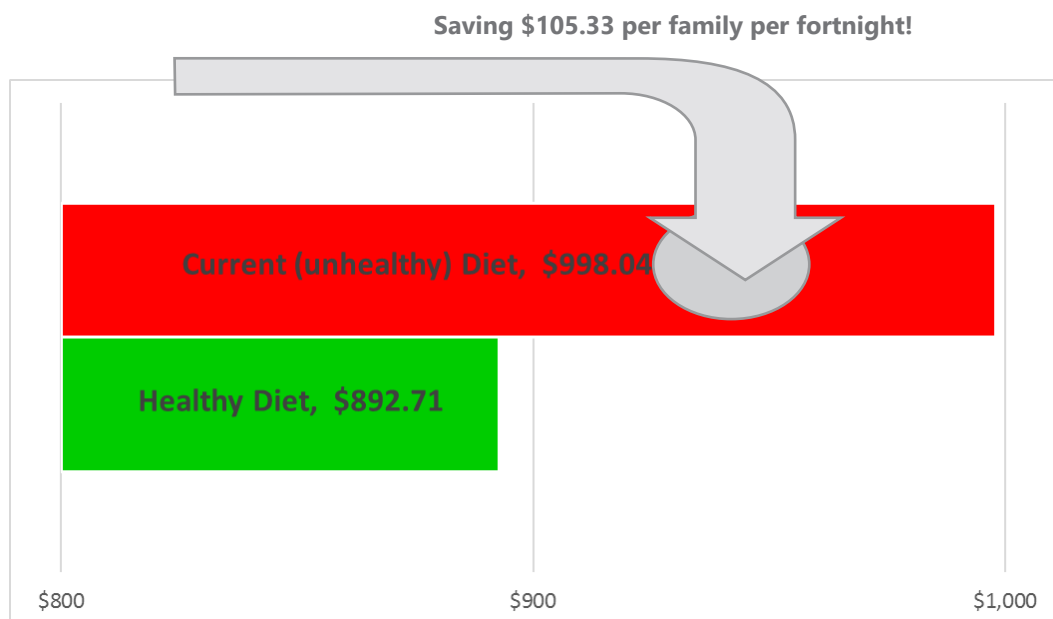 Saving $105.33 per family per fortnight!
Current (unhealthy) Diet, $998.04
Healthy Diet, $892.71
$800 $900 $1,000